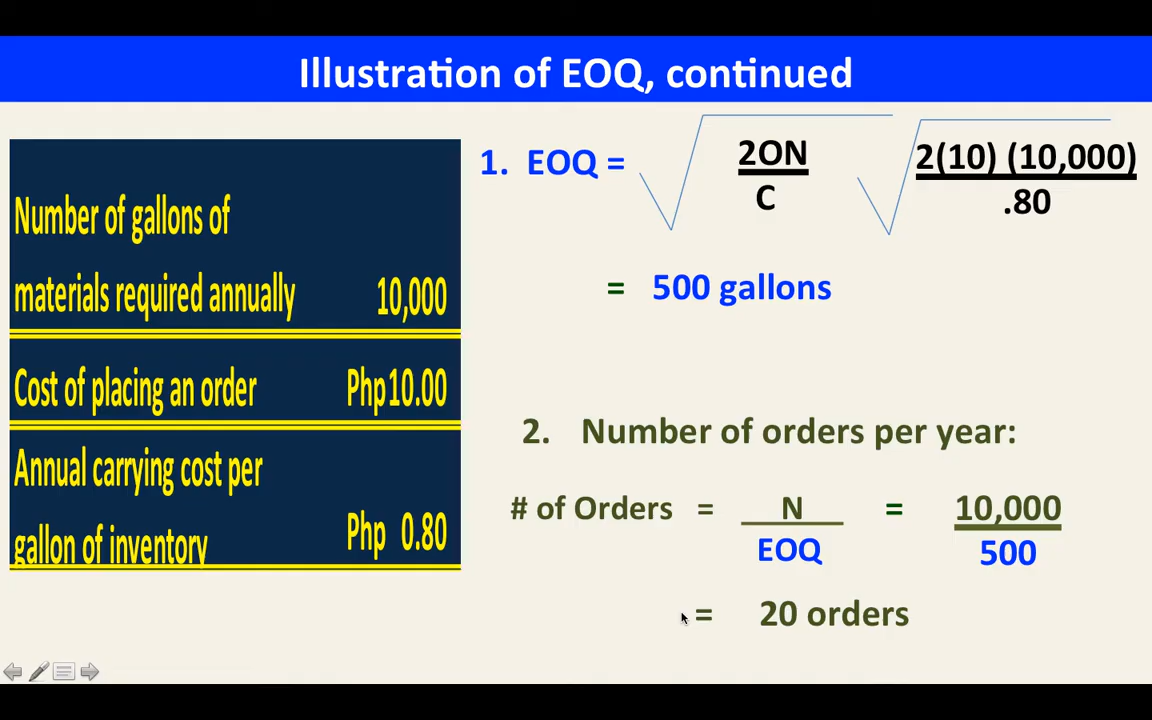 Illustration of EOQ, continued
Number of gallons of
materials required annually 10,000
Cost of placing an order Php10.00
Annual carrying cost per
gallon of inventory Php 0.80
1. EOQ = 2ON 2(10) (10,000)
C .80
= 500 gallons
2. Number of orders per year:
# of Orders = N = 10,000
EOQ 500
= 20 orders